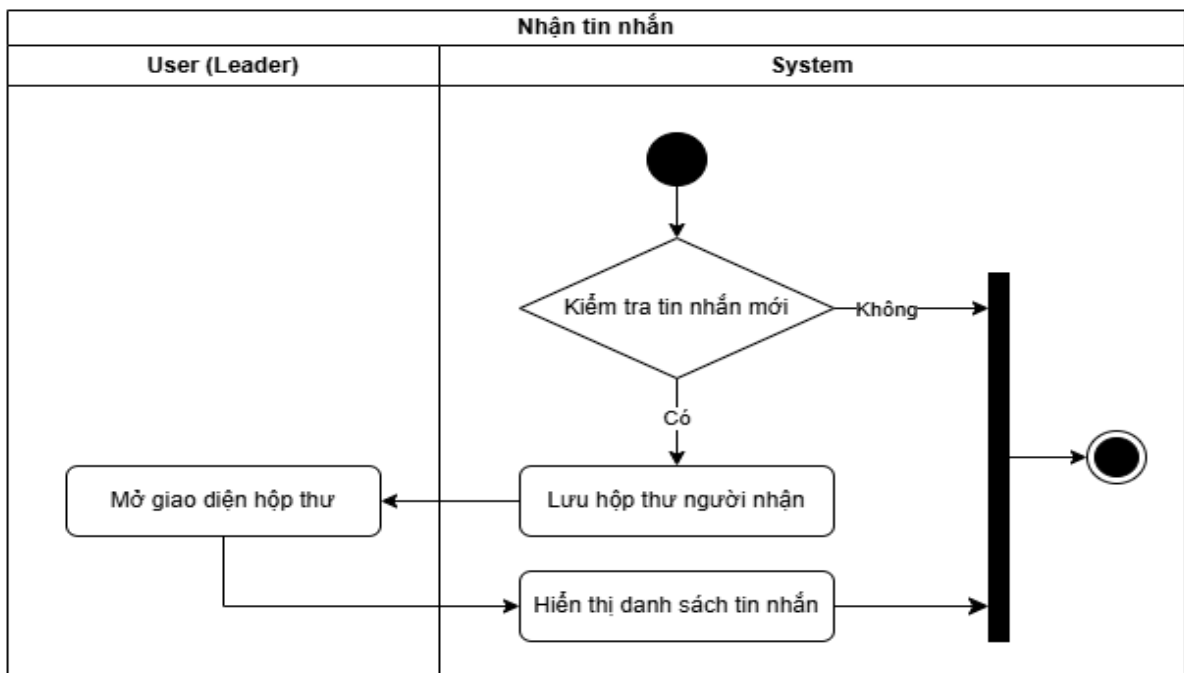 Nhận tin nhắn
User (Leader)
System
Kiểm tra tin nhắn mới
Không
Có
Mở giao diện hộp thư
Lưu hộp thư người nhận
Hiển thị danh sách tin nhắn